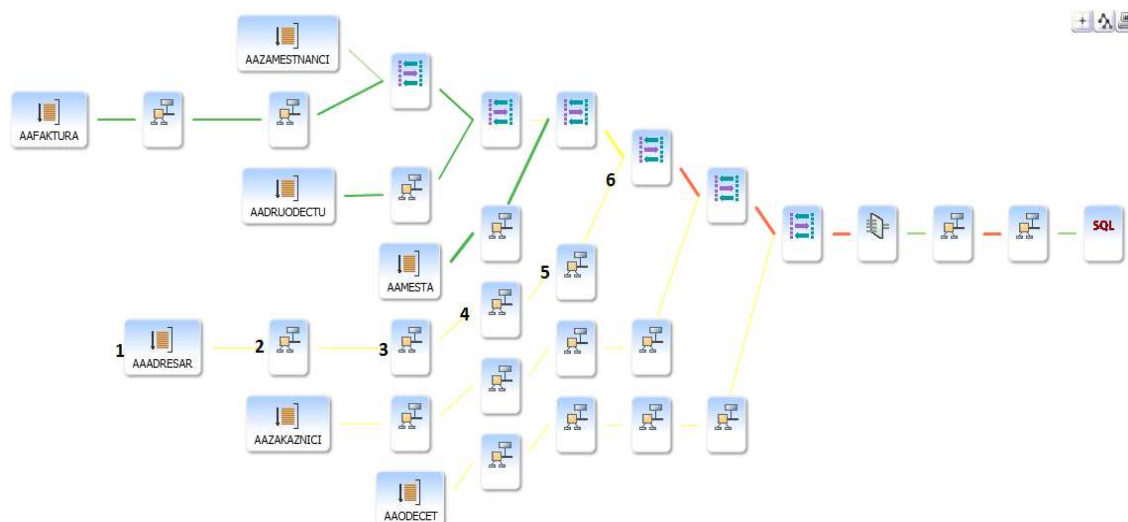 AAZAMESTNANCI
AAFAKTURA
AADRUODECTU
6
SQL
AAMESTA
5
4
1
AAADRESAR
2
3
AAZAKAZNICI
AAODECET